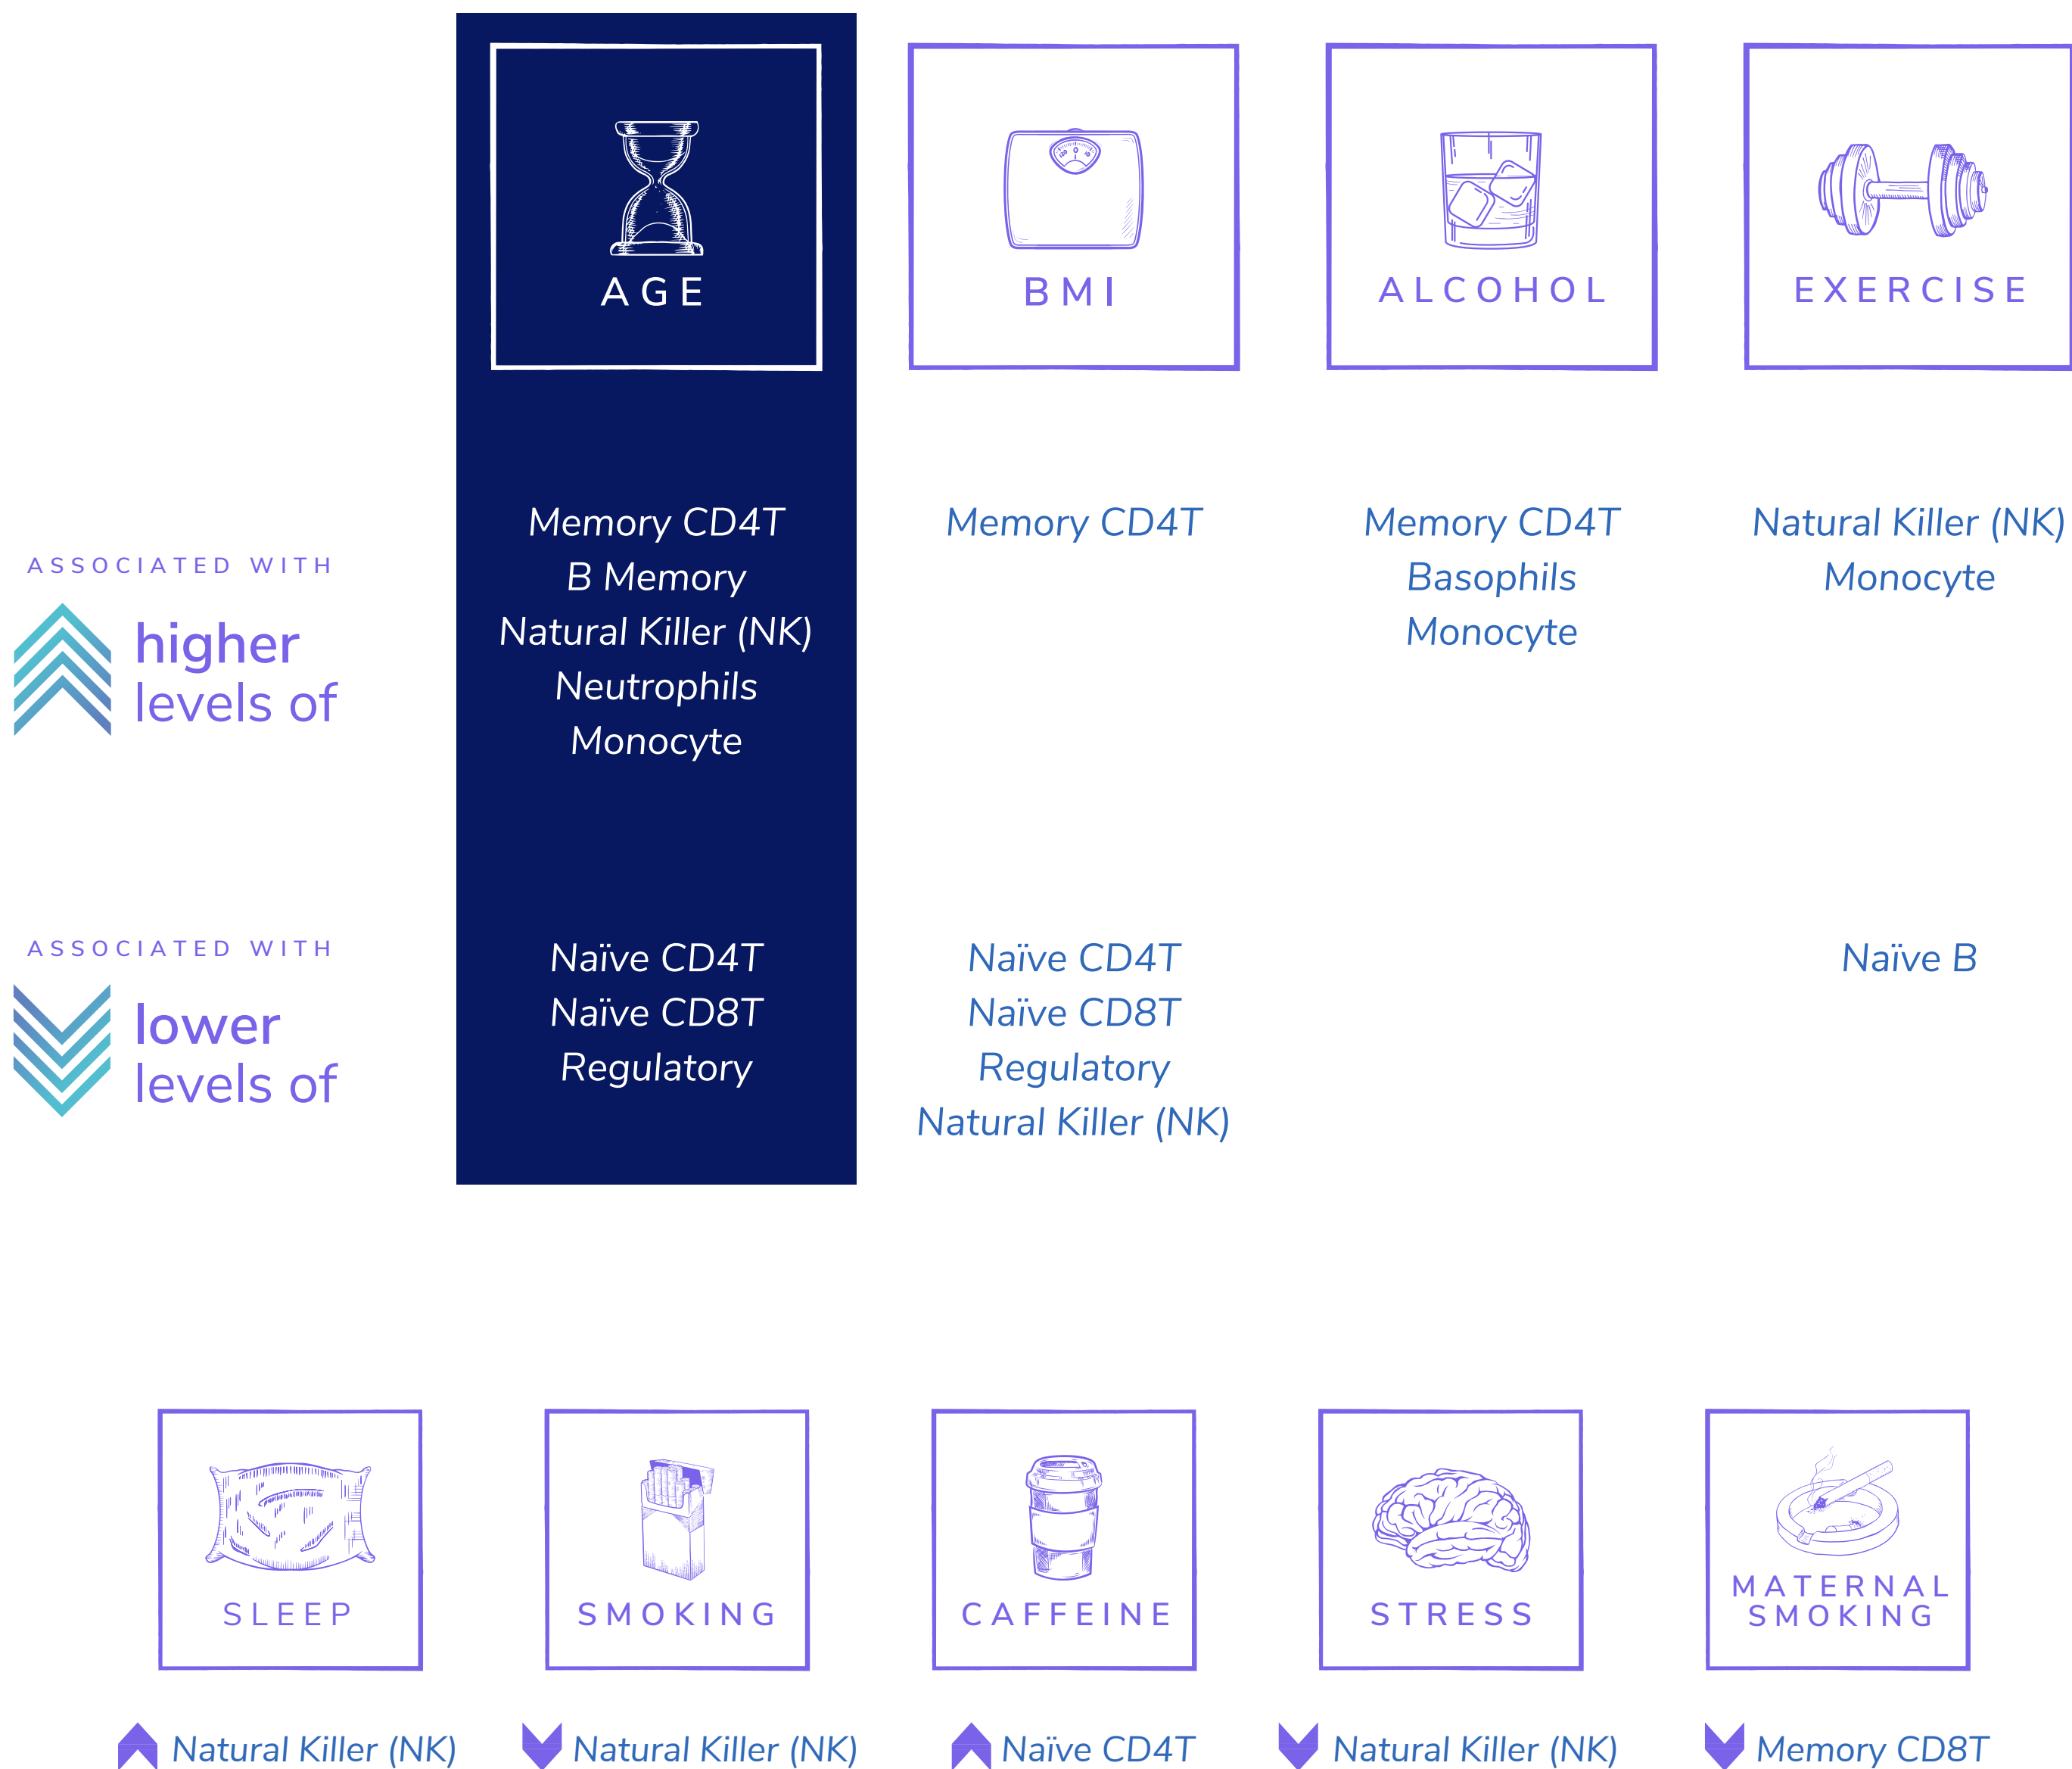 AGE
BMI
ALCOHOL
EXERCISE
ASSOCIATED WITH
higher
levels of
Memory CD4T
B Memory
Natural Killer (NK)
Neutrophils
Monocyte
Memory CD4T
Memory CD4T
Basophils
Monocyte
Natural Killer (NK)
Monocyte
ASSOCIATED WITH
lower
levels of
Naïve CD4T
Naïve CD8T
Regulatory
Naïve CD4T
Naïve CD8T
Regulatory
Natural Killer (NK)
Naïve B
SLEEP
SMOKING
CAFFEINE
STRESS
MATERNAL
SMOKING
Natural Killer (NK)
Natural Killer (NK)
Naïve CD4T
Natural Killer (NK)
Memory CD8T